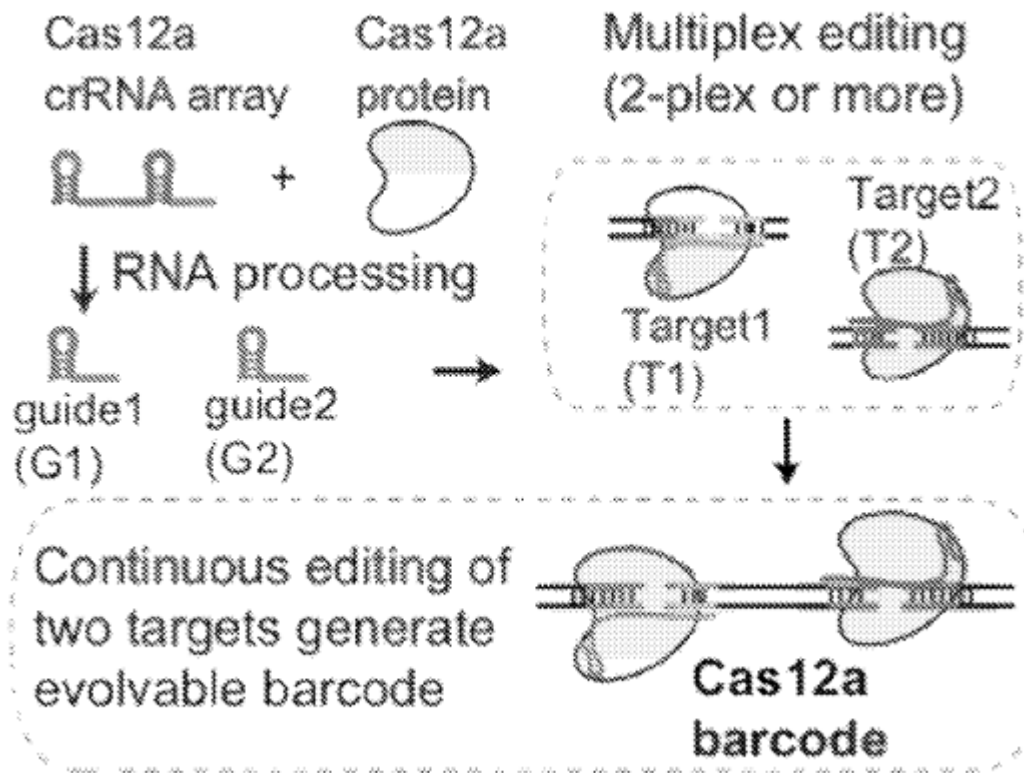 Cas12a
crRNA array
+
Cas12a
protein
RNA processing
guide1
(G1)
guide2
(G2)
Multiplex editing
(2-plex or more)
Target1
(T1)
Target2
(T2)
Continuous editing of
two targets generate
evolvable barcode
Cas12a
barcode